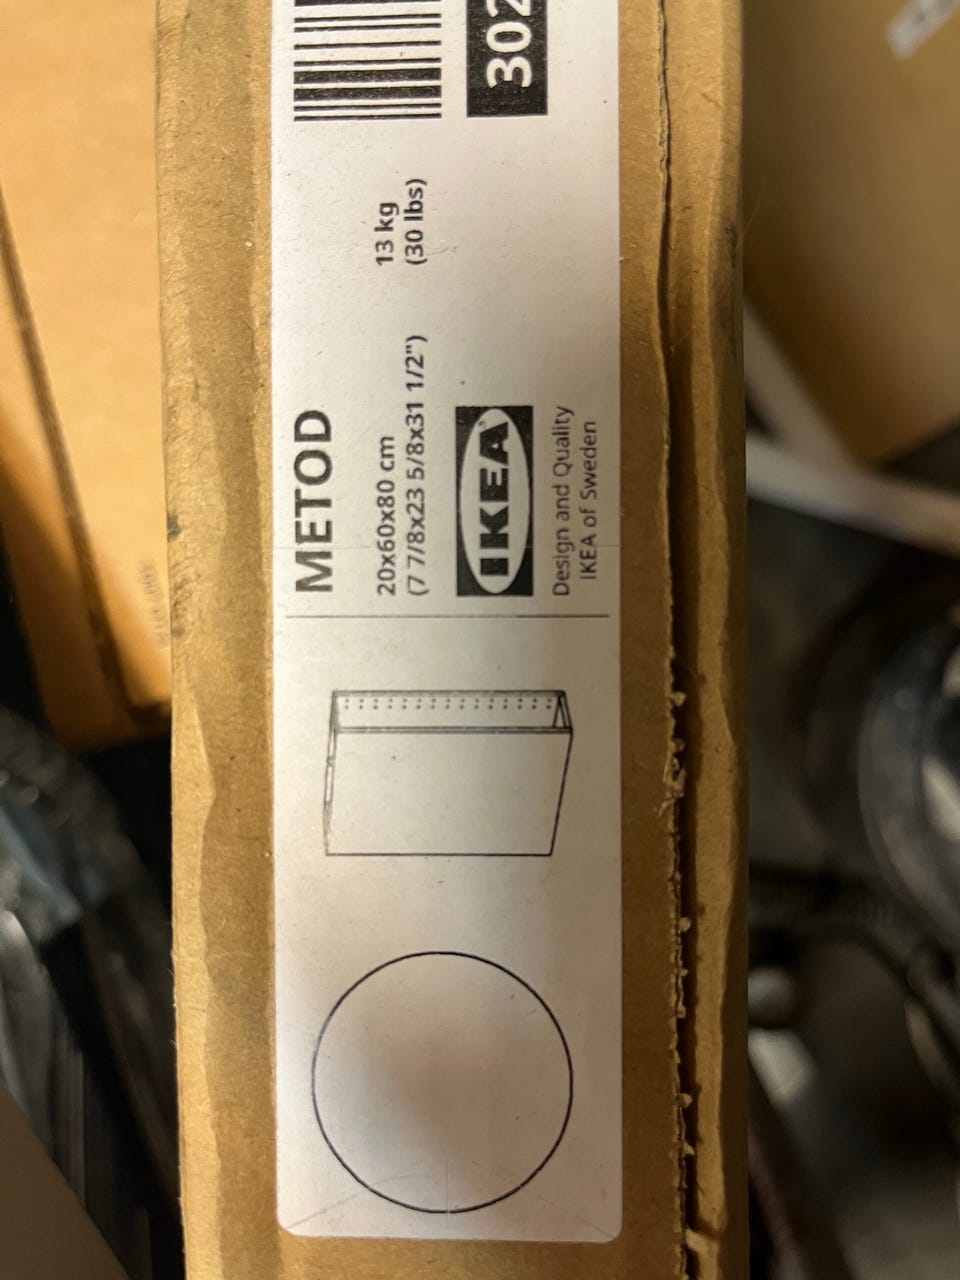 METOD
20x60x80 cm
(7 7/8x23 5/8x31 1/2")
13 kg
(30 lbs)
IKEA
Design and Quality
IKEA of Sweden
302